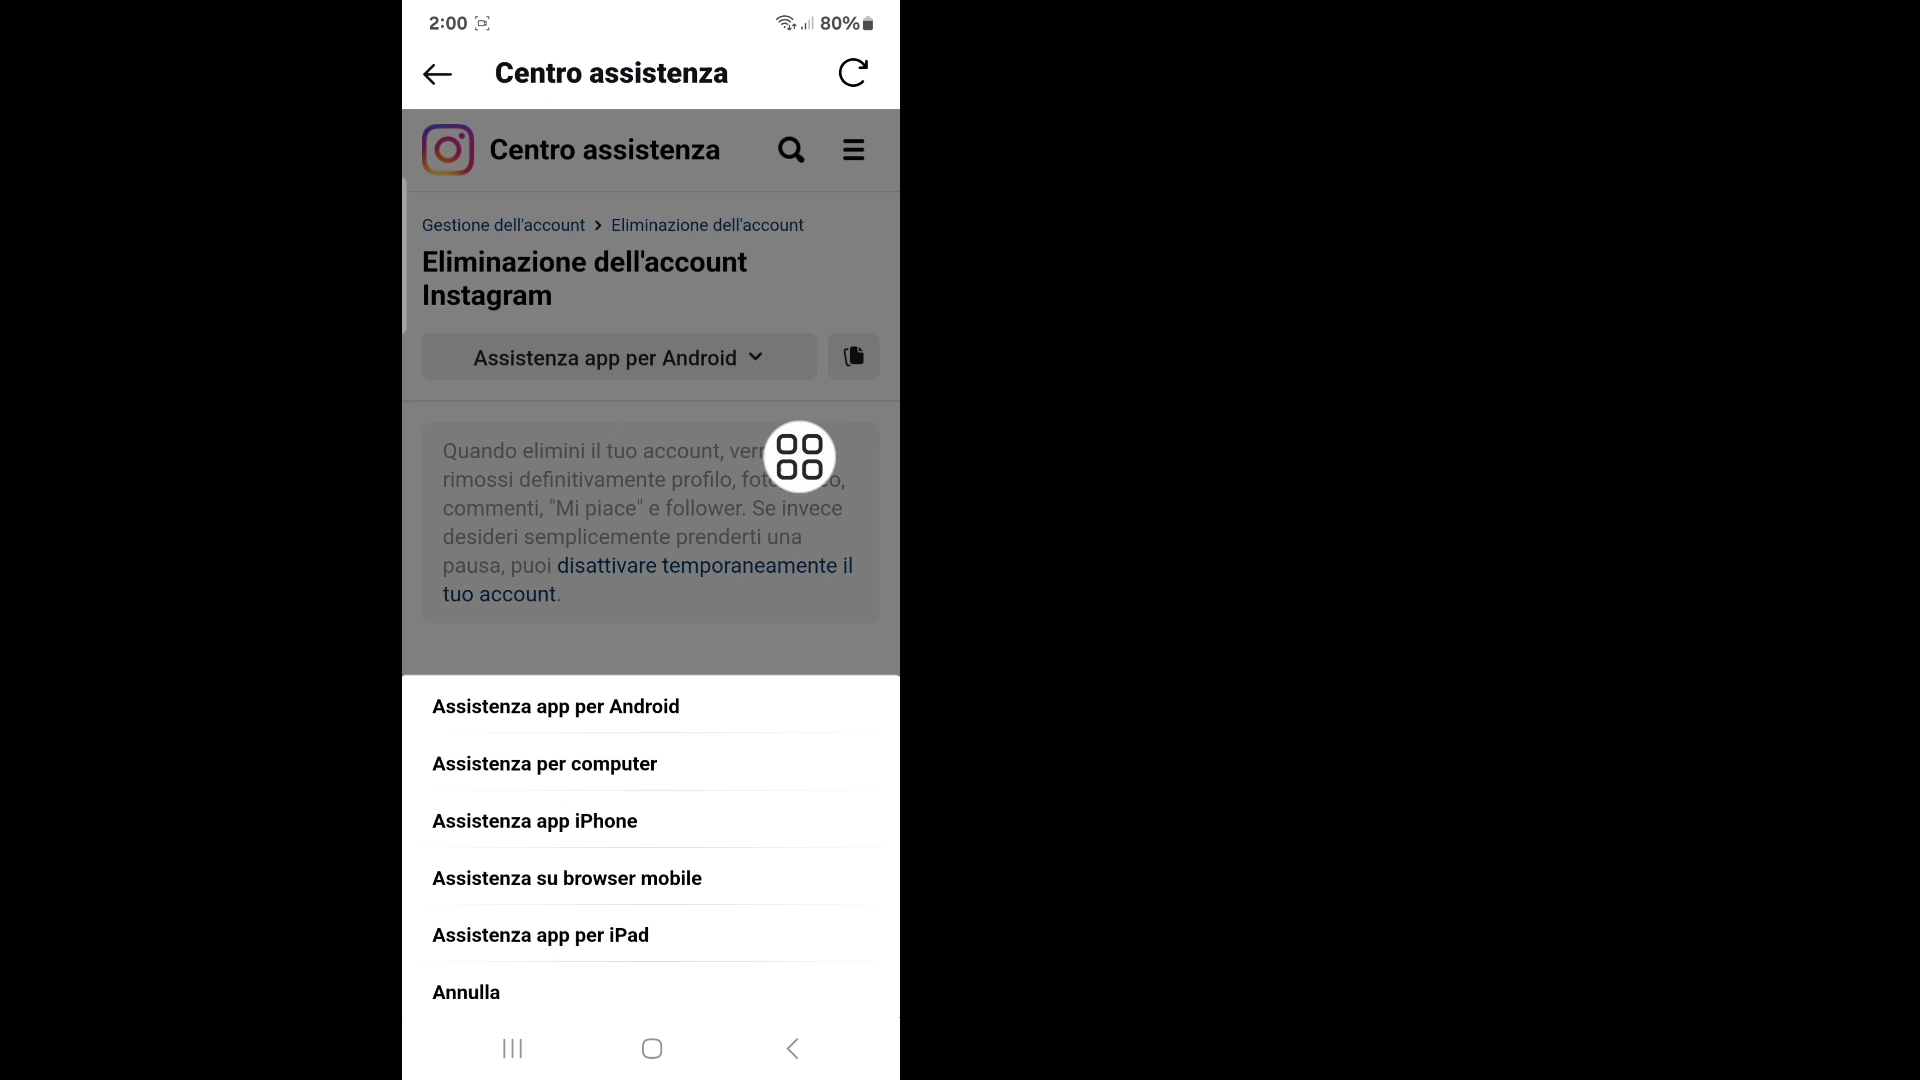 2:00
80%
Centro assistenza
Centro assistenza
Gestione dell'account > Eliminazione dell'account
Eliminazione dell'account
Instagram
Assistenza app per Android
Quando elimini il tuo account,
rimossi definitivamente profilo,
commenti, "Mi piace" e follower. Se invece
desideri semplicemente prenderti una
pausa, puoi disattivare temporaneamente il
tuo account.
Assistenza app per Android
Assistenza per computer
Assistenza app iPhone
Assistenza su browser mobile
Assistenza app per iPad
Annulla